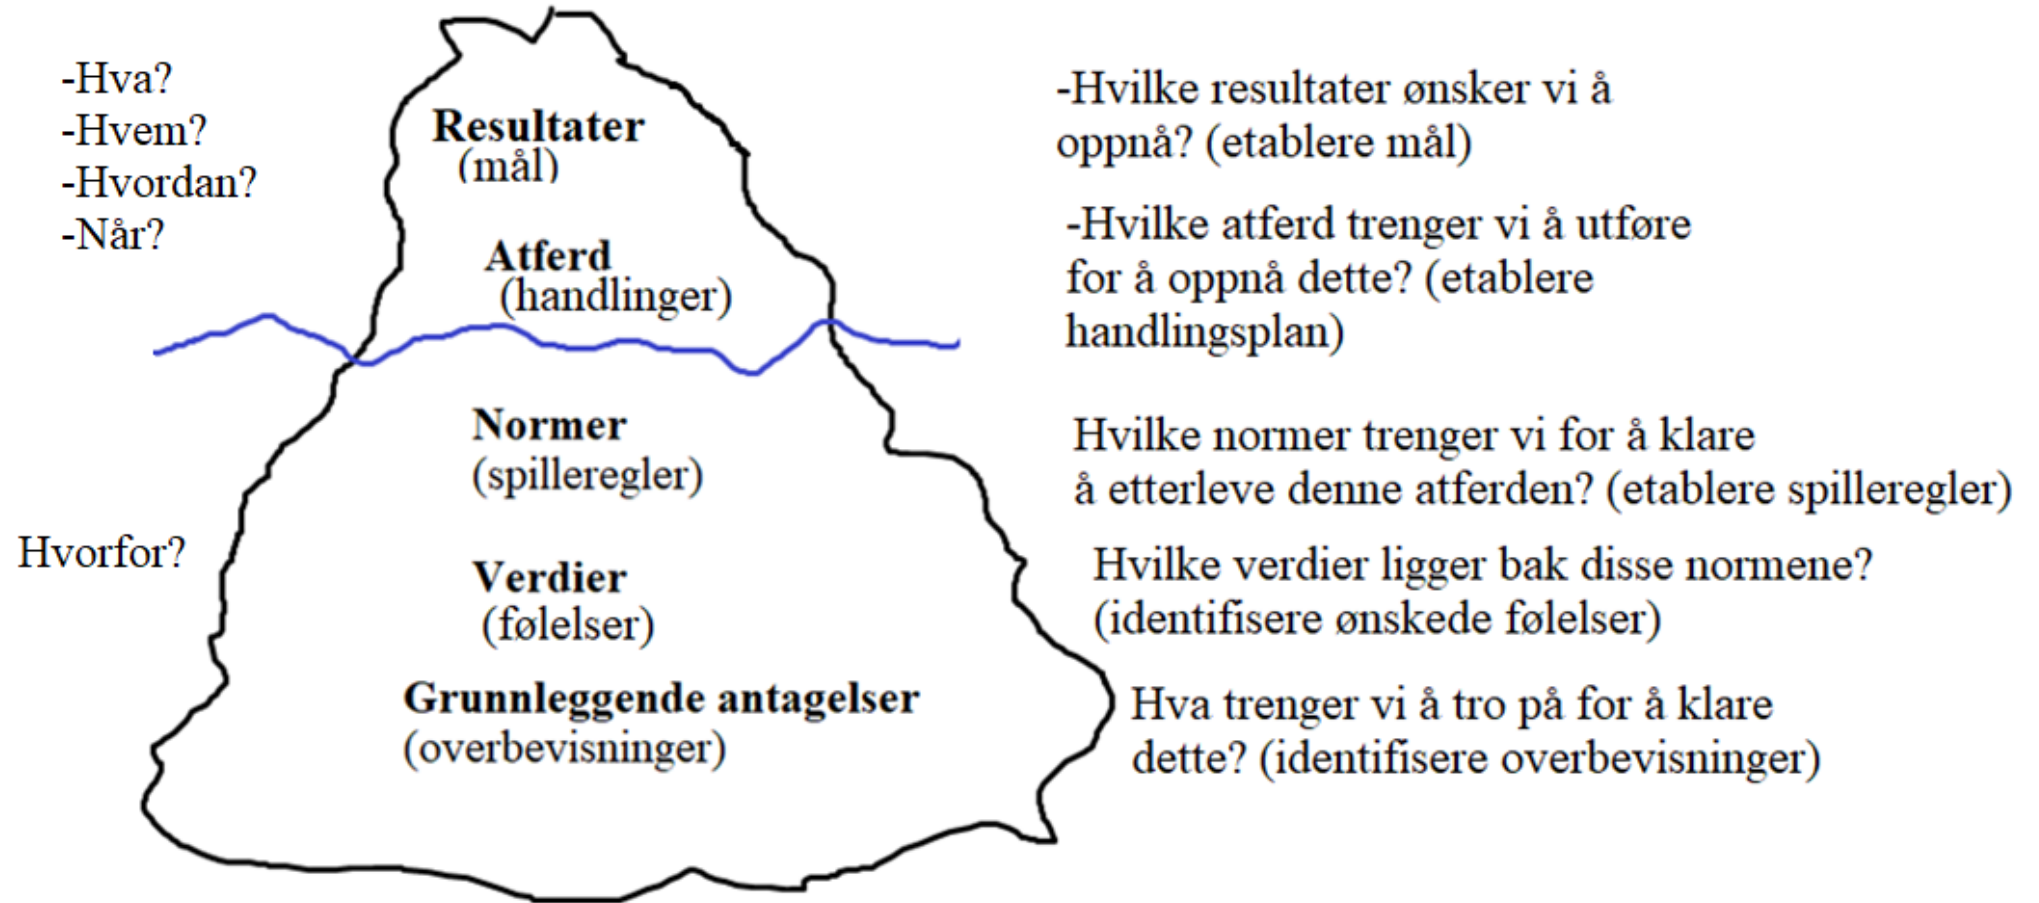 -Hva?
-Hvem?
-Hvordan?
-Når?
Resultater
(mål)
Atferd
(handlinger)
-Hvilke resultater ønsker vi å
oppnå? (etablere mål)
-Hvilke atferd trenger vi å utføre
for å oppnå dette? (etablere
handlingsplan)
Hvorfor?
Normer
(spilleregler)
Verdier
(følelser)
Grunnleggende antagelser
(overbevisninger)
Hvilke normer trenger vi for å klare
å etterleve denne atferden? (etablere spilleregler)
Hvilke verdier ligger bak disse normene?
(identifisere ønskede følelser)
Hva trenger vi å tro på for å klare
dette? (identifisere overbevisninger)